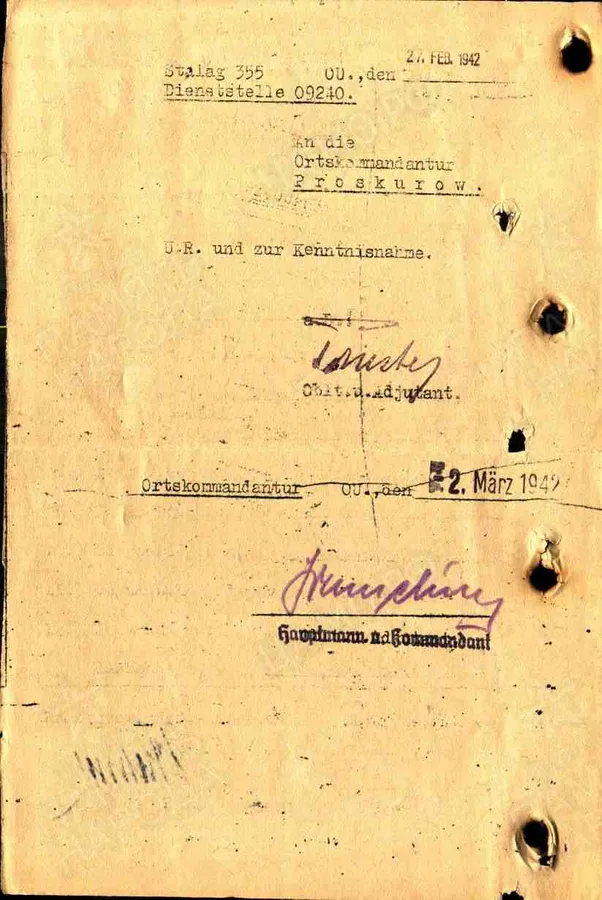 27. FEB. 1942
Stalag 355 OU.,den
Dienststelle 09240.
An die
Ortskommandantur
Proskurow.
U.R. und zur Kenntnisnahme.
a.B.:
Oblt.u.Adjutant.
Ortskommandantur OU.,den 2. März 1942
Hauptmann u. Kommandant